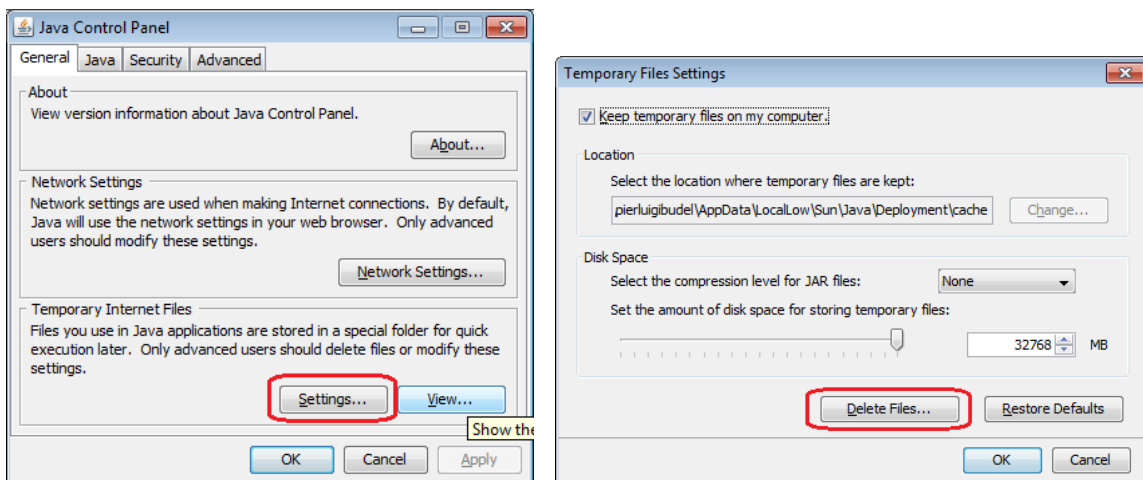 Java Control Panel
General Java Security Advanced
About
View version information about Java Control Panel.
About...
Network Settings
Network settings are used when making Internet connections. By default,
Java will use the network settings in your web browser. Only advanced
users should modify these settings.
Network Settings...
Temporary Internet Files
Files you use in Java applications are stored in a special folder for quick
execution later. Only advanced users should delete files or modify these
settings.
Settings... View...
Show the
OK Cancel Apply
Temporary Files Settings
Keep temporary files on my computer.
Location
Select the location where temporary files are kept:
pierluigibudel\AppData\LocalLow\Sun\Java\Deployment\cache Change...
Disk Space
Select the compression level for JAR files: None
Set the amount of disk space for storing temporary files:
32768 MB
Delete Files... Restore Defaults
OK Cancel